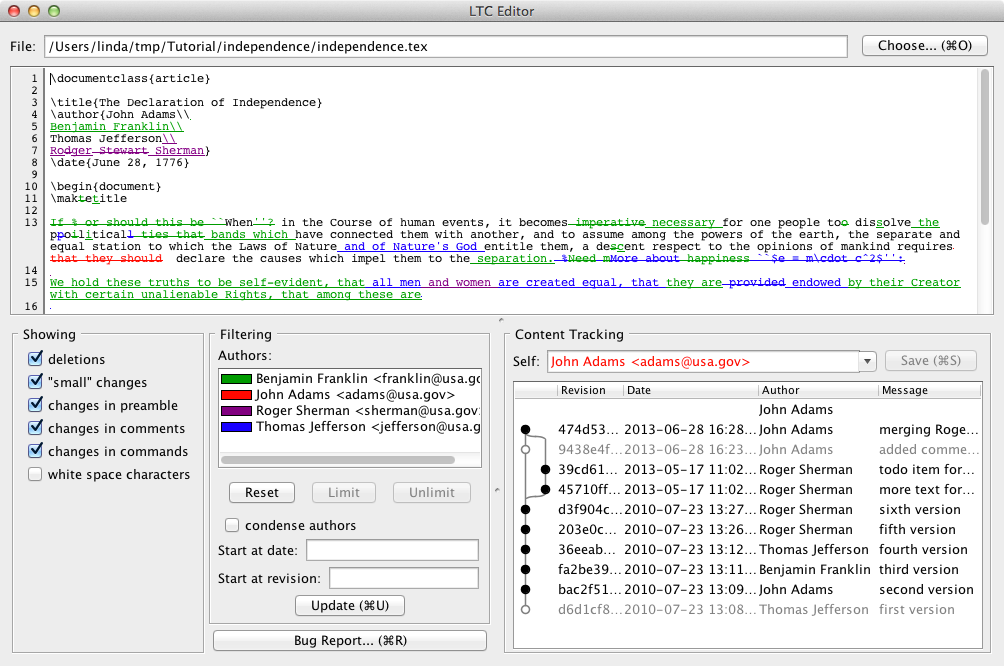 LTC Editor
File: /Users/linda/tmp/Tutorial/independence/independence.tex Choose... (⌘O)
1 \documentclass{article}
2
3 \title{The Declaration of Independence}
4 \author{John Adams\\
5 Benjamin Franklin\\
6 Thomas Jefferson\\
7 Rodger Stewart Sherman}
8 \date{June 28, 1776}
9
10 \begin{document}
11 \maktetitle
12
13 If % or should this be ``When''? in the Course of human events, it becomes imperative necessary for one people too dissolve the
ppoiliticall ties that bands which have connected them with another, and to assume among the powers of the earth, the separate and
equal station to which the Laws of Nature and of Nature's God entitle them, a descent respect to the opinions of mankind requires
that they should declare the causes which impel them to the separation. %Need mMore about happiness ``$e = m\cdot c^2$'':
14
15 We hold these truths to be self-evident, that all men and women are created equal, that they are provided endowed by their Creator
with certain unalienable Rights, that among these are
16
Showing
deletions
"small" changes
changes in preamble
changes in comments
changes in commands
white space characters
Filtering
Authors:
Benjamin Franklin <franklin@usa.go
John Adams <adams@usa.gov>
Roger Sherman <sherman@usa.gov
Thomas Jefferson <jefferson@usa.g
Reset Limit Unlimit
condense authors
Start at date:
Start at revision:
Update (⌘U)
Bug Report... (⌘R)
Content Tracking
Self: John Adams <adams@usa.gov> Save (⌘S)
Revision Date Author Message
John Adams
474d53... 2013-06-28 16:28... John Adams merging Roge...
9438e4f... 2013-06-28 16:23... John Adams added comme...
39cd61... 2013-05-17 11:02... Roger Sherman todo item for...
45710ff... 2013-05-17 11:02... Roger Sherman more text for...
d3f904c... 2010-07-23 13:27... Roger Sherman sixth version
203e0c... 2010-07-23 13:26... Roger Sherman fifth version
36eeab... 2010-07-23 13:12... Thomas Jefferson fourth version
fa2be39... 2010-07-23 13:11... Benjamin Franklin third version
bac2f51... 2010-07-23 13:09... John Adams second version
d6d1cf8... 2010-07-23 13:08... Thomas Jefferson first version